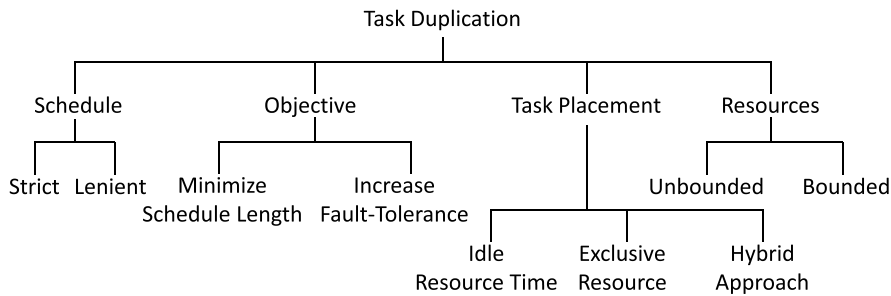 Task Duplication
Schedule
Objective
Task Placement
Resources
Strict
Lenient
Minimize
Schedule Length
Increase
Fault-Tolerance
Unbounded
Bounded
Idle
Resource Time
Exclusive
Resource
Hybrid
Approach